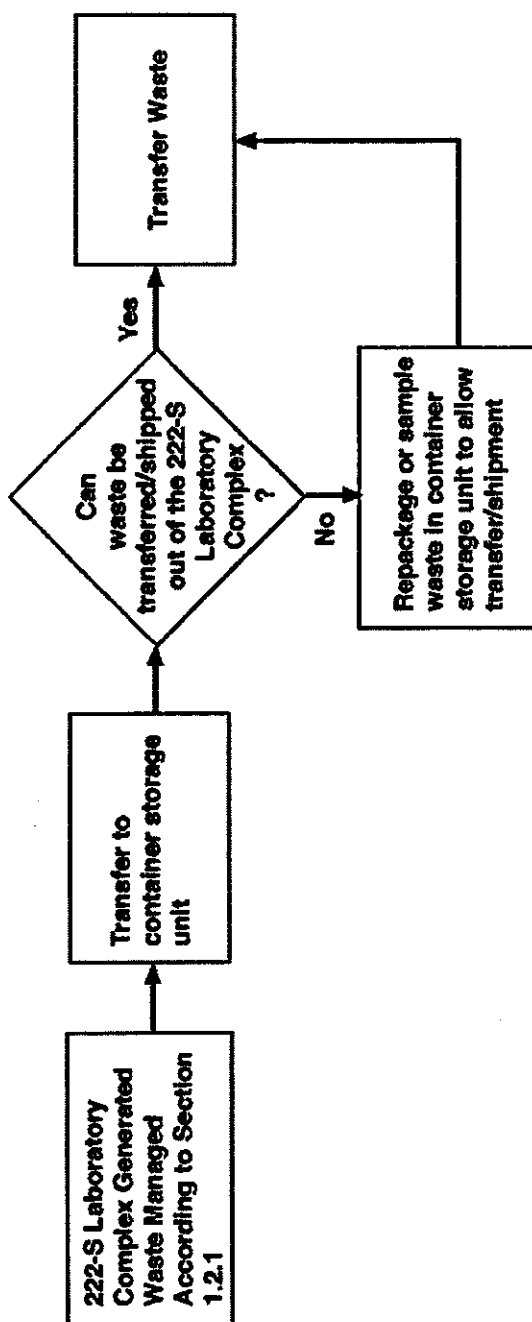 222-S Laboratory
Complex Generated
Waste Managed
According to Section
1.2.1
Transfer to
container storage
unit
Can
waste be
transferred/shipped
out of the 222-S
Laboratory
Complex
?
Yes
No
Transfer Waste
Repackage or sample
waste in container
storage unit to allow
transfer/shipment